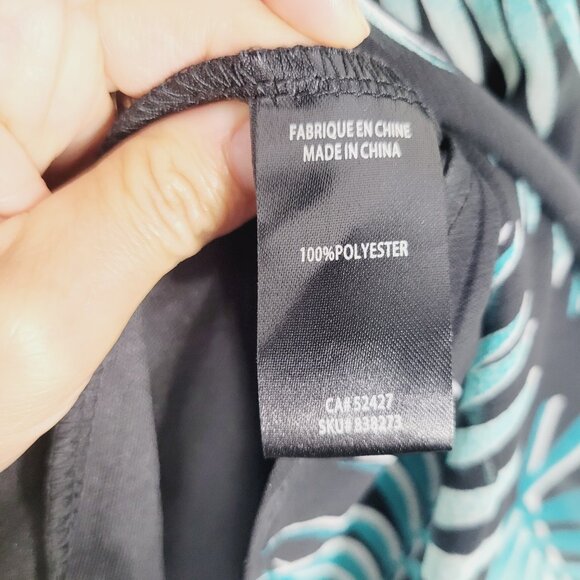 FABRIQUE EN CHINE
MADE IN CHINA
100%POLYESTER
CA# 52427
SKU# 838273